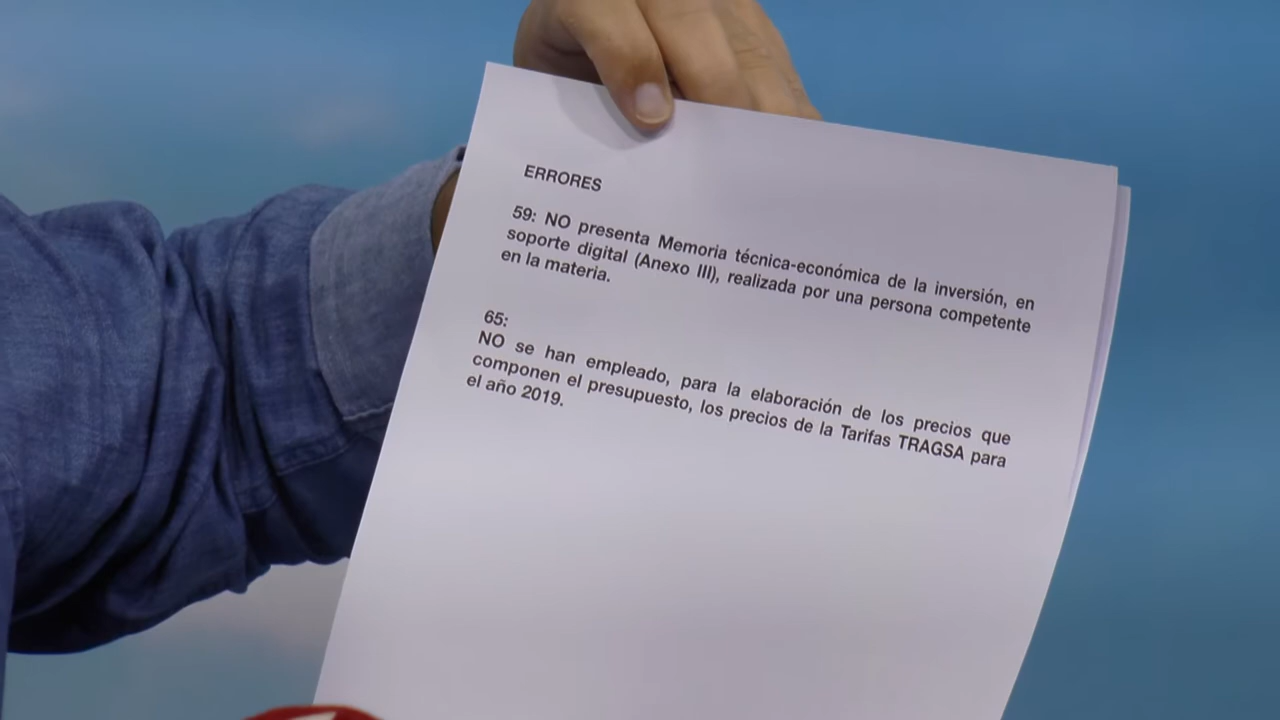 ERRORES
59: NO presenta Memoria técnica-económica de la inversión, en
soporte digital (Anexo III), realizada por una persona competente
en la materia.
65:
NO se han empleado, para la elaboración de los precios que
componen el presupuesto, los precios de la Tarifas TRAGSA para
el año 2019.